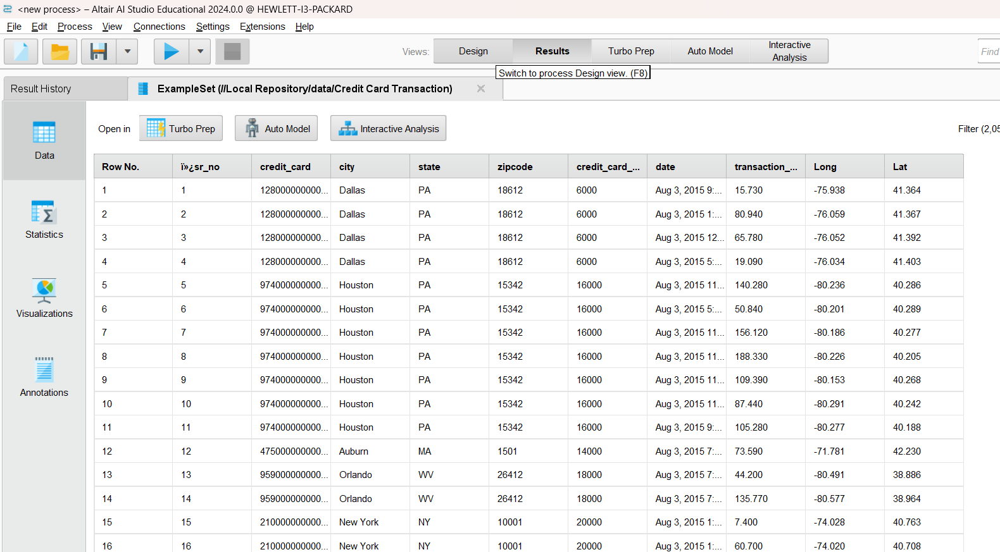 <new process> – Altair AI Studio Educational 2024.0.0 @ HEWLETT-I3-PACKARD
File Edit Process View Connections Settings Extensions Help
Views: Design Results Turbo Prep Auto Model Interactive Analysis Find
Switch to process Design view. (F8)
Result History ExampleSet (//Local Repository/data/Credit Card Transaction)
Open in Turbo Prep Auto Model Interactive Analysis Filter (2,05
Data
Statistics
Visualizations
Annotations
Row No. ï»¿sr_no credit_card city state zipcode credit_card_... date transaction_... Long Lat
1 1 128000000000... Dallas PA 18612 6000 Aug 3, 2015 9:... 15.730 -75.938 41.364
2 2 128000000000... Dallas PA 18612 6000 Aug 3, 2015 1:... 80.940 -76.059 41.367
3 3 128000000000... Dallas PA 18612 6000 Aug 3, 2015 12... 65.780 -76.052 41.392
4 4 128000000000... Dallas PA 18612 6000 Aug 3, 2015 5:... 19.090 -76.034 41.403
5 5 974000000000... Houston PA 15342 16000 Aug 3, 2015 11... 140.280 -80.236 40.286
6 6 974000000000... Houston PA 15342 16000 Aug 3, 2015 5:... 50.840 -80.201 40.289
7 7 974000000000... Houston PA 15342 16000 Aug 3, 2015 11... 156.120 -80.186 40.277
8 8 974000000000... Houston PA 15342 16000 Aug 3, 2015 11... 188.330 -80.226 40.205
9 9 974000000000... Houston PA 15342 16000 Aug 3, 2015 11... 109.390 -80.153 40.268
10 10 974000000000... Houston PA 15342 16000 Aug 3, 2015 11... 87.440 -80.291 40.242
11 11 974000000000... Houston PA 15342 16000 Aug 3, 2015 9:... 105.280 -80.277 40.188
12 12 475000000000... Auburn MA 1501 14000 Aug 3, 2015 7:... 73.590 -71.781 42.230
13 13 959000000000... Orlando WV 26412 18000 Aug 3, 2015 7:... 44.200 -80.491 38.886
14 14 959000000000... Orlando WV 26412 18000 Aug 3, 2015 7:... 135.770 -80.577 38.964
15 15 210000000000... New York NY 10001 20000 Aug 3, 2015 1:... 7.400 -74.028 40.763
16 16 210000000000... New York NY 10001 20000 Aug 3, 2015 1:... 60.700 -74.020 40.708